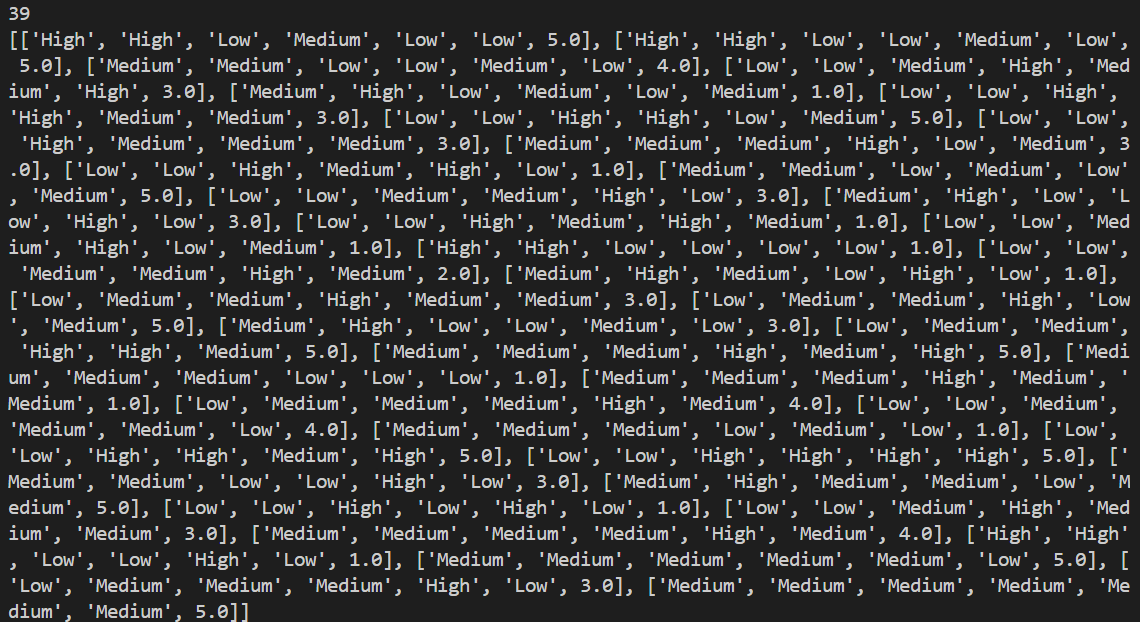 39
[['High', 'High', 'Low', 'Medium', 'Low', 'Low', 5.0], ['High', 'High', 'Low', 'Low', 'Medium', 'Low',
 5.0], ['Medium', 'Medium', 'Low', 'Low', 'Medium', 'Low', 4.0], ['Low', 'Low', 'Medium', 'High', 'Med
ium', 'High', 3.0], ['Medium', 'High', 'Low', 'Medium', 'Low', 'Medium', 1.0], ['Low', 'Low', 'High',
'High', 'Medium', 'Medium', 3.0], ['Low', 'Low', 'High', 'High', 'Low', 'Medium', 5.0], ['Low', 'Low',
 'High', 'Medium', 'Medium', 'Medium', 3.0], ['Medium', 'Medium', 'Medium', 'High', 'Low', 'Medium', 3
.0], ['Low', 'Low', 'High', 'Medium', 'High', 'Low', 1.0], ['Medium', 'Medium', 'Low', 'Medium', 'Low'
, 'Medium', 5.0], ['Low', 'Low', 'Medium', 'Medium', 'High', 'Low', 3.0], ['Medium', 'High', 'Low', 'L
ow', 'High', 'Low', 3.0], ['Low', 'Low', 'High', 'Medium', 'High', 'Medium', 1.0], ['Low', 'Low', 'Med
ium', 'High', 'Low', 'Medium', 1.0], ['High', 'High', 'Low', 'Low', 'Low', 'Low', 1.0], ['Low', 'Low',
 'Medium', 'Medium', 'High', 'Medium', 2.0], ['Medium', 'High', 'Medium', 'Low', 'High', 'Low', 1.0],
['Low', 'Medium', 'Medium', 'High', 'Medium', 'Medium', 3.0], ['Low', 'Medium', 'Medium', 'High', 'Low
', 'Medium', 5.0], ['Medium', 'High', 'Low', 'Low', 'Medium', 'Low', 3.0], ['Low', 'Medium', 'Medium',
 'High', 'High', 'Medium', 5.0], ['Medium', 'Medium', 'Medium', 'High', 'Medium', 'High', 5.0], ['Medi
um', 'Medium', 'Medium', 'Low', 'Low', 'Low', 1.0], ['Medium', 'Medium', 'Medium', 'High', 'Medium', '
Medium', 1.0], ['Low', 'Medium', 'Medium', 'Medium', 'High', 'Medium', 4.0], ['Low', 'Low', 'Medium',
'Medium', 'Medium', 'Low', 4.0], ['Medium', 'Medium', 'Medium', 'Low', 'Medium', 'Low', 1.0], ['Low',
'Low', 'High', 'High', 'Medium', 'High', 5.0], ['Low', 'Low', 'High', 'High', 'High', 'High', 5.0], ['
Medium', 'Medium', 'Low', 'Low', 'High', 'Low', 3.0], ['Medium', 'High', 'Medium', 'Medium', 'Low', 'M
edium', 5.0], ['Low', 'Low', 'High', 'Low', 'High', 'Low', 1.0], ['Low', 'Low', 'Medium', 'High', 'Med
ium', 'Medium', 3.0], ['Medium', 'Medium', 'Medium', 'Medium', 'High', 'Medium', 4.0], ['High', 'High'
, 'Low', 'Low', 'High', 'Low', 1.0], ['Medium', 'Medium', 'Medium', 'Medium', 'Medium', 'Low', 5.0], [
'Low', 'Medium', 'Medium', 'Medium', 'High', 'Low', 3.0], ['Medium', 'Medium', 'Medium', 'Medium', 'Me
dium', 'Medium', 5.0]]